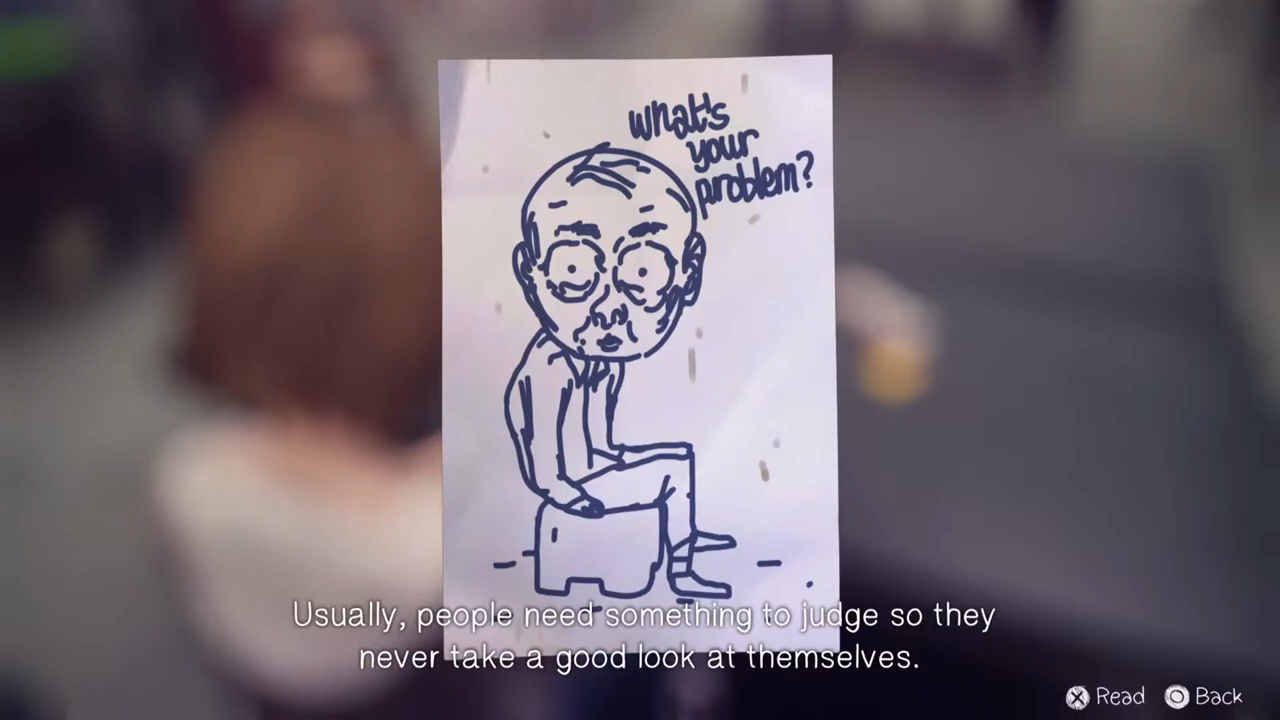 what's
your
problem?
Usually, people need something to judge so they
never take a good look at themselves.
Read Back